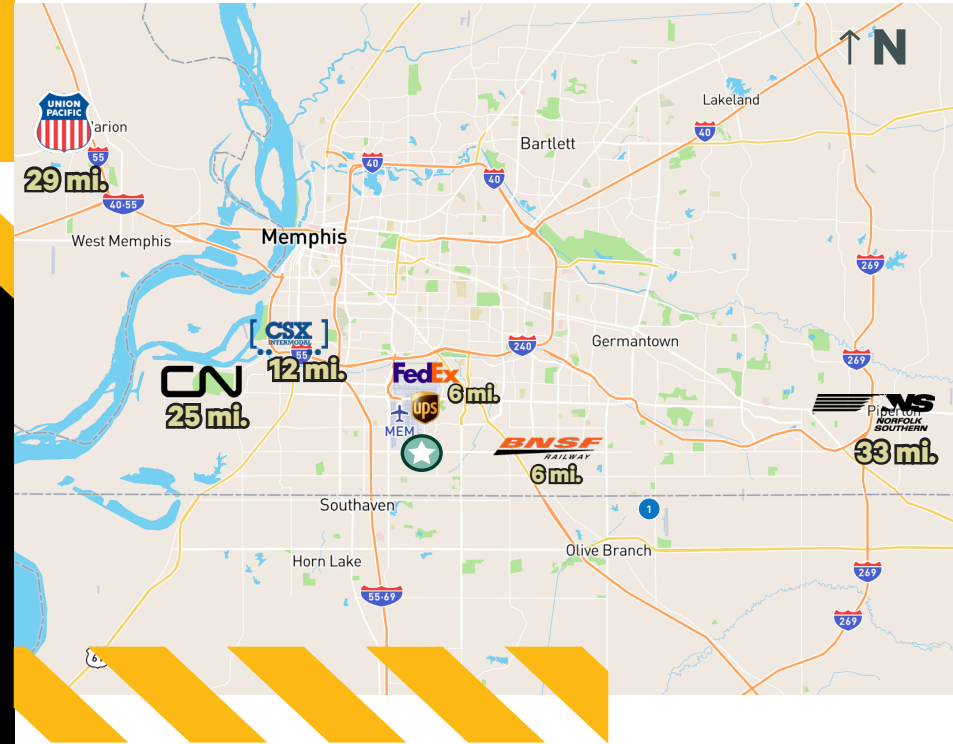 ↑ N
Lakeland
UNION
PACIFIC
arion
40
Bartlett
55
40
40
29 mi.
40-55
West Memphis
Memphis
269
CSX
INTERMODAL
55
240
Germantown
269
12 mi.
CN
25 mi.
FedEx
6 mi.
ups
MEM
NS
Piperton
NORFOLK
SOUTHERN
33 mi.
BNSF
RAILWAY
6 mi.
Southaven
1
Olive Branch
Horn Lake
269
55-69
269
61